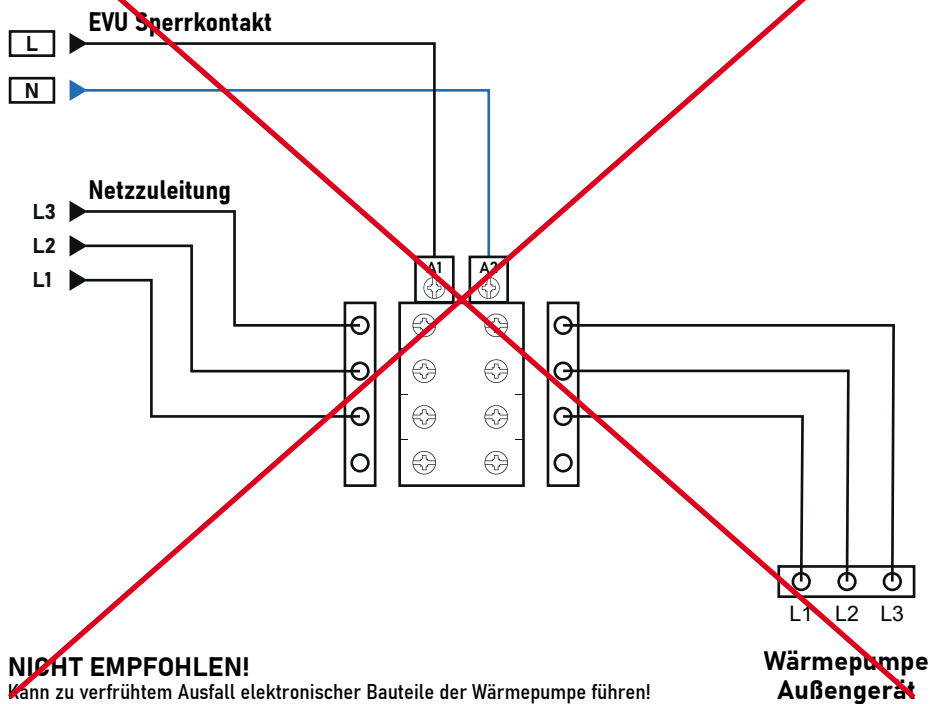 EVU Sperrkontakt
L
N
Netzzuleitung
L3
L2
L1
A1 A2
L1 L2 L3
NICHT EMPFOHLEN!
Kann zu verfrühtem Ausfall elektronischer Bauteile der Wärmepumpe führen!
Wärmepumpe
Außengerät